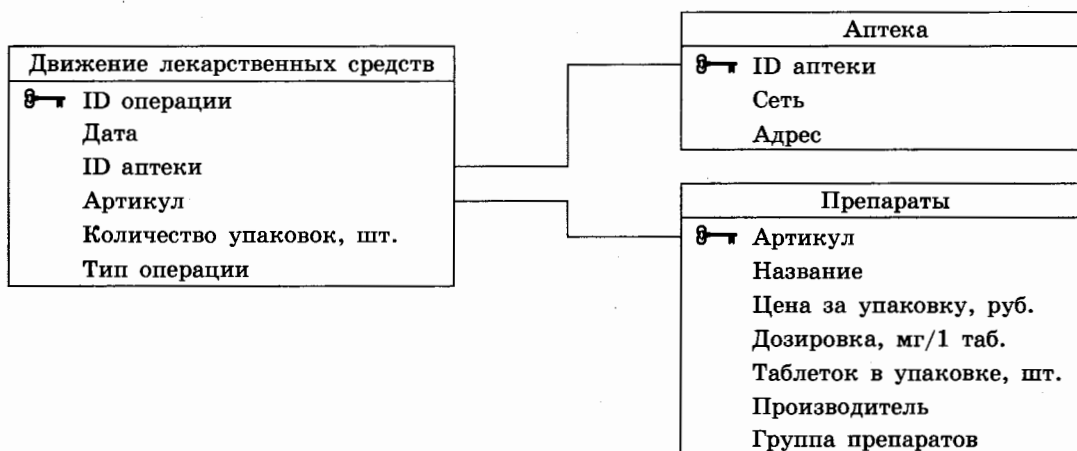 Движение лекарственных средств
ID операции
Дата
ID аптеки
Артикул
Количество упаковок, шт.
Тип операции
Аптека
ID аптеки
Сеть
Адрес
Препараты
Артикул
Название
Цена за упаковку, руб.
Дозировка, мг/1 таб.
Таблеток в упаковке, шт.
Производитель
Группа препаратов